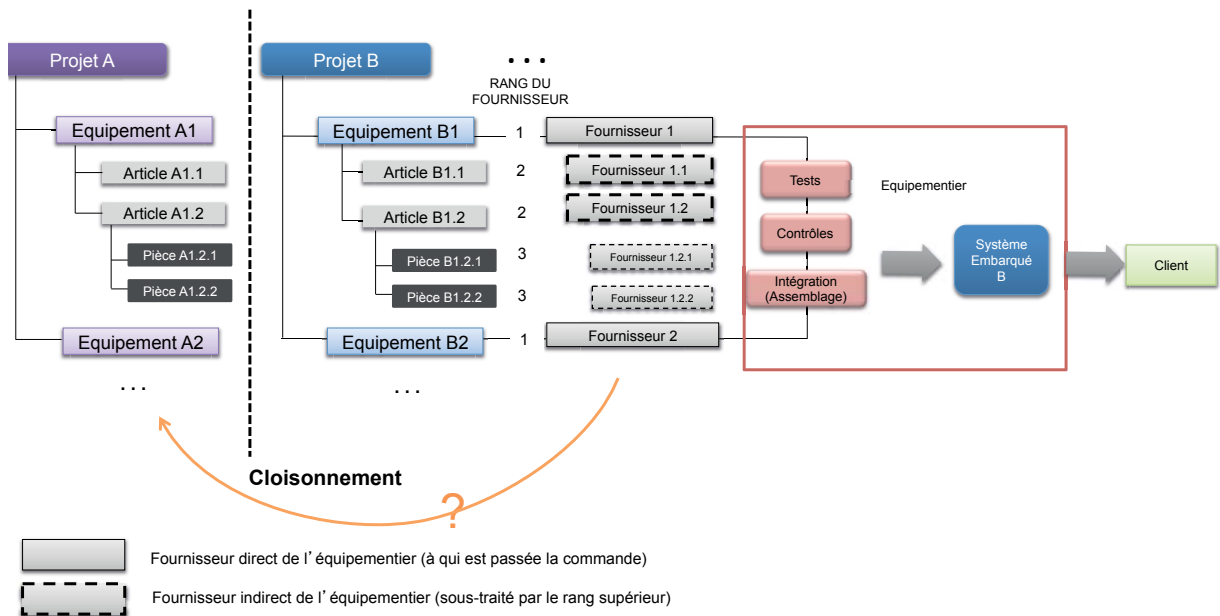 Projet A
Projet B
...
RANG DU
FOURNISSEUR
Equipement A1
Equipement B1
1
Fournisseur 1
Article A1.1
Article B1.1
2
Fournisseur 1.1
Tests
Equipementier
Article A1.2
Article B1.2
2
Fournisseur 1.2
Contrôles
Système
Embarqué
B
Client
Pièce A1.2.1
Pièce B1.2.1
3
Fournisseur 1.2.1
Pièce A1.2.2
Pièce B1.2.2
3
Fournisseur 1.2.2
Intégration
(Assemblage)
Equipement A2
Equipement B2
1
Fournisseur 2
...
...
Cloisonnement
?
Fournisseur direct de l’équipementier (à qui est passée la commande)
Fournisseur indirect de l’équipementier (sous-traité par le rang supérieur)